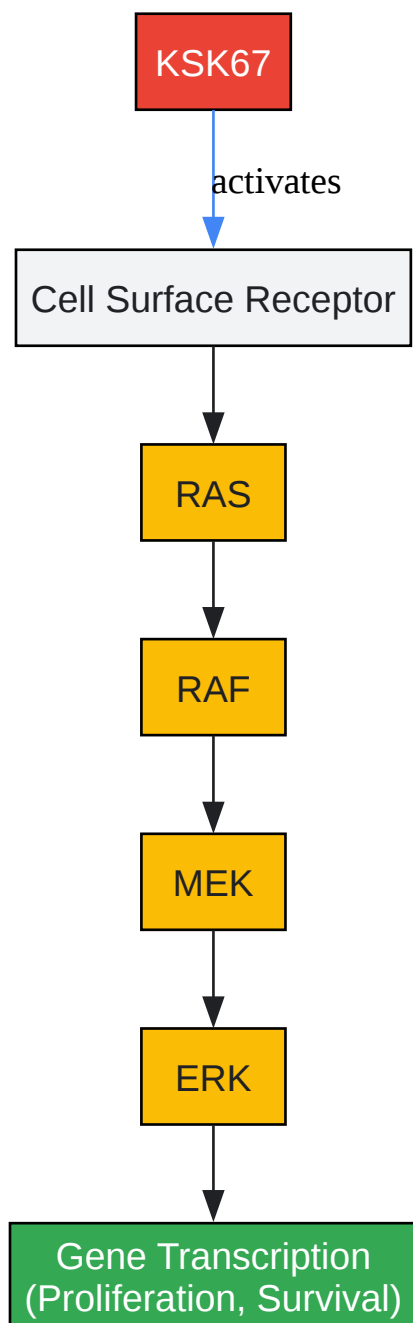 KSK67
activates
Cell Surface Receptor
RAS
RAF
MEK
ERK
Gene Transcription
(Proliferation, Survival)